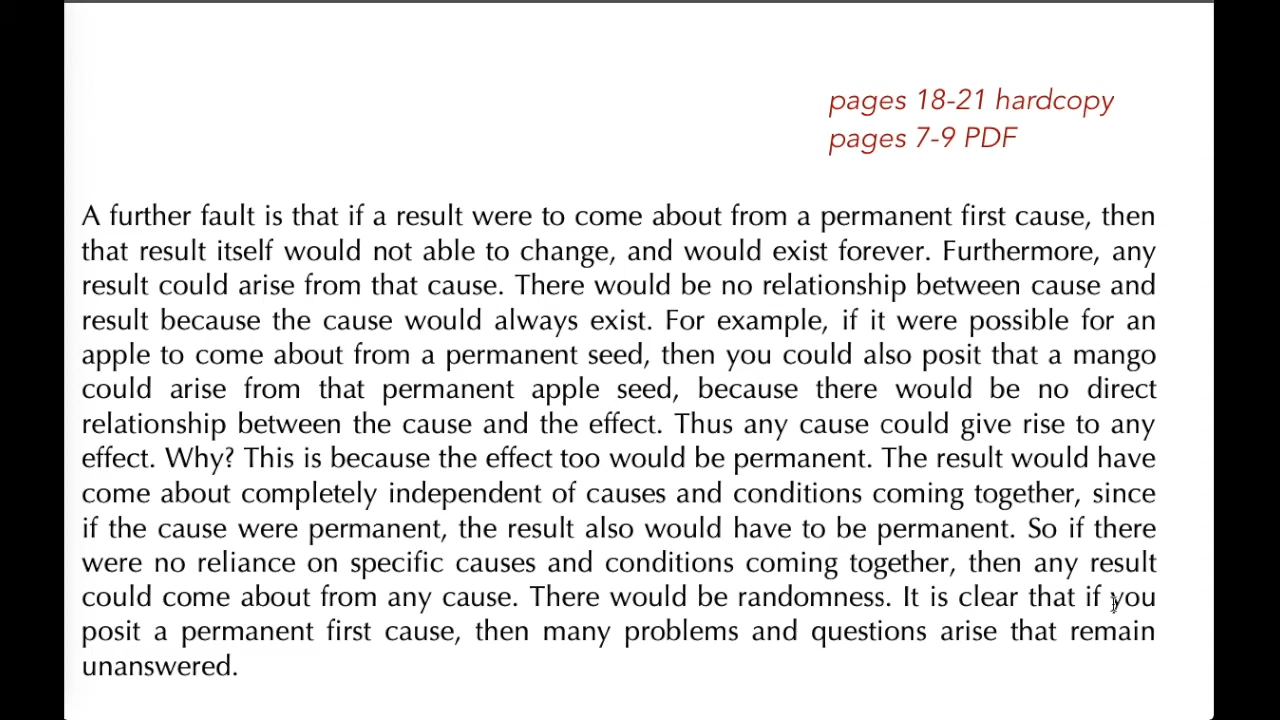 pages 18-21 hardcopy
pages 7-9 PDF
A further fault is that if a result were to come about from a permanent first cause, then
that result itself would not able to change, and would exist forever. Furthermore, any
result could arise from that cause. There would be no relationship between cause and
result because the cause would always exist. For example, if it were possible for an
apple to come about from a permanent seed, then you could also posit that a mango
could arise from that permanent apple seed, because there would be no direct
relationship between the cause and the effect. Thus any cause could give rise to any
effect. Why? This is because the effect too would be permanent. The result would have
come about completely independent of causes and conditions coming together, since
if the cause were permanent, the result also would have to be permanent. So if there
were no reliance on specific causes and conditions coming together, then any result
could come about from any cause. There would be randomness. It is clear that if you
posit a permanent first cause, then many problems and questions arise that remain
unanswered.